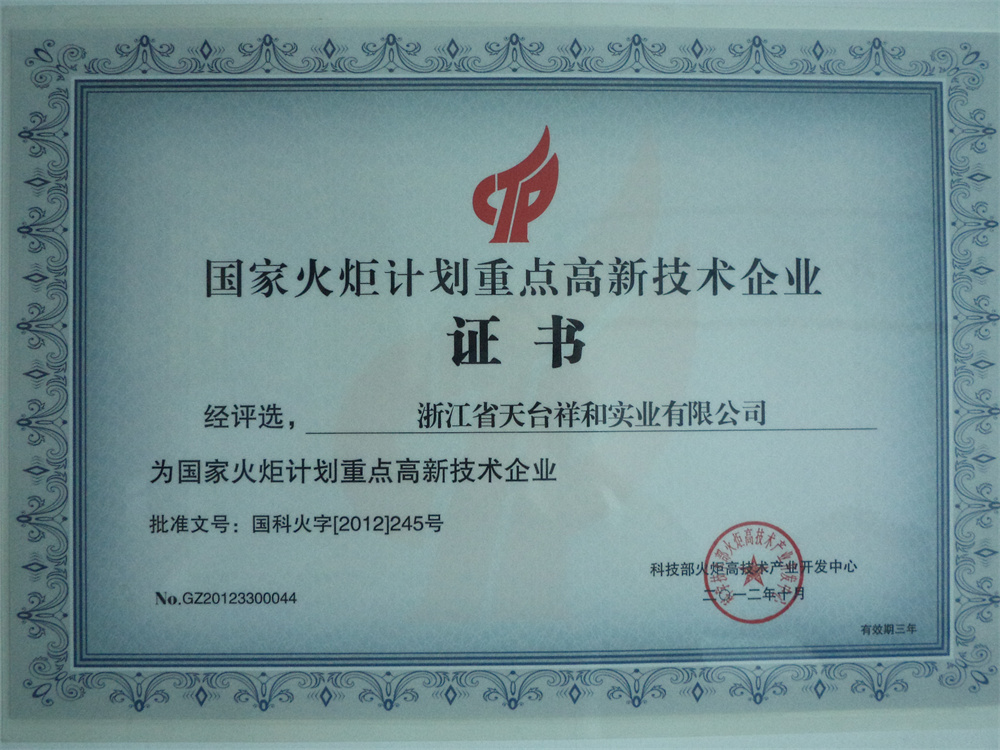 CTP
国家火炬计划重点高新技术企业
证书
经评选，浙江省天台祥和实业有限公司
为国家火炬计划重点高新技术企业
批准文号：国科火字[2012]245号
科技部火炬高技术产业开发中心
No.GZ20123300044
二〇一二年十月
有效期三年